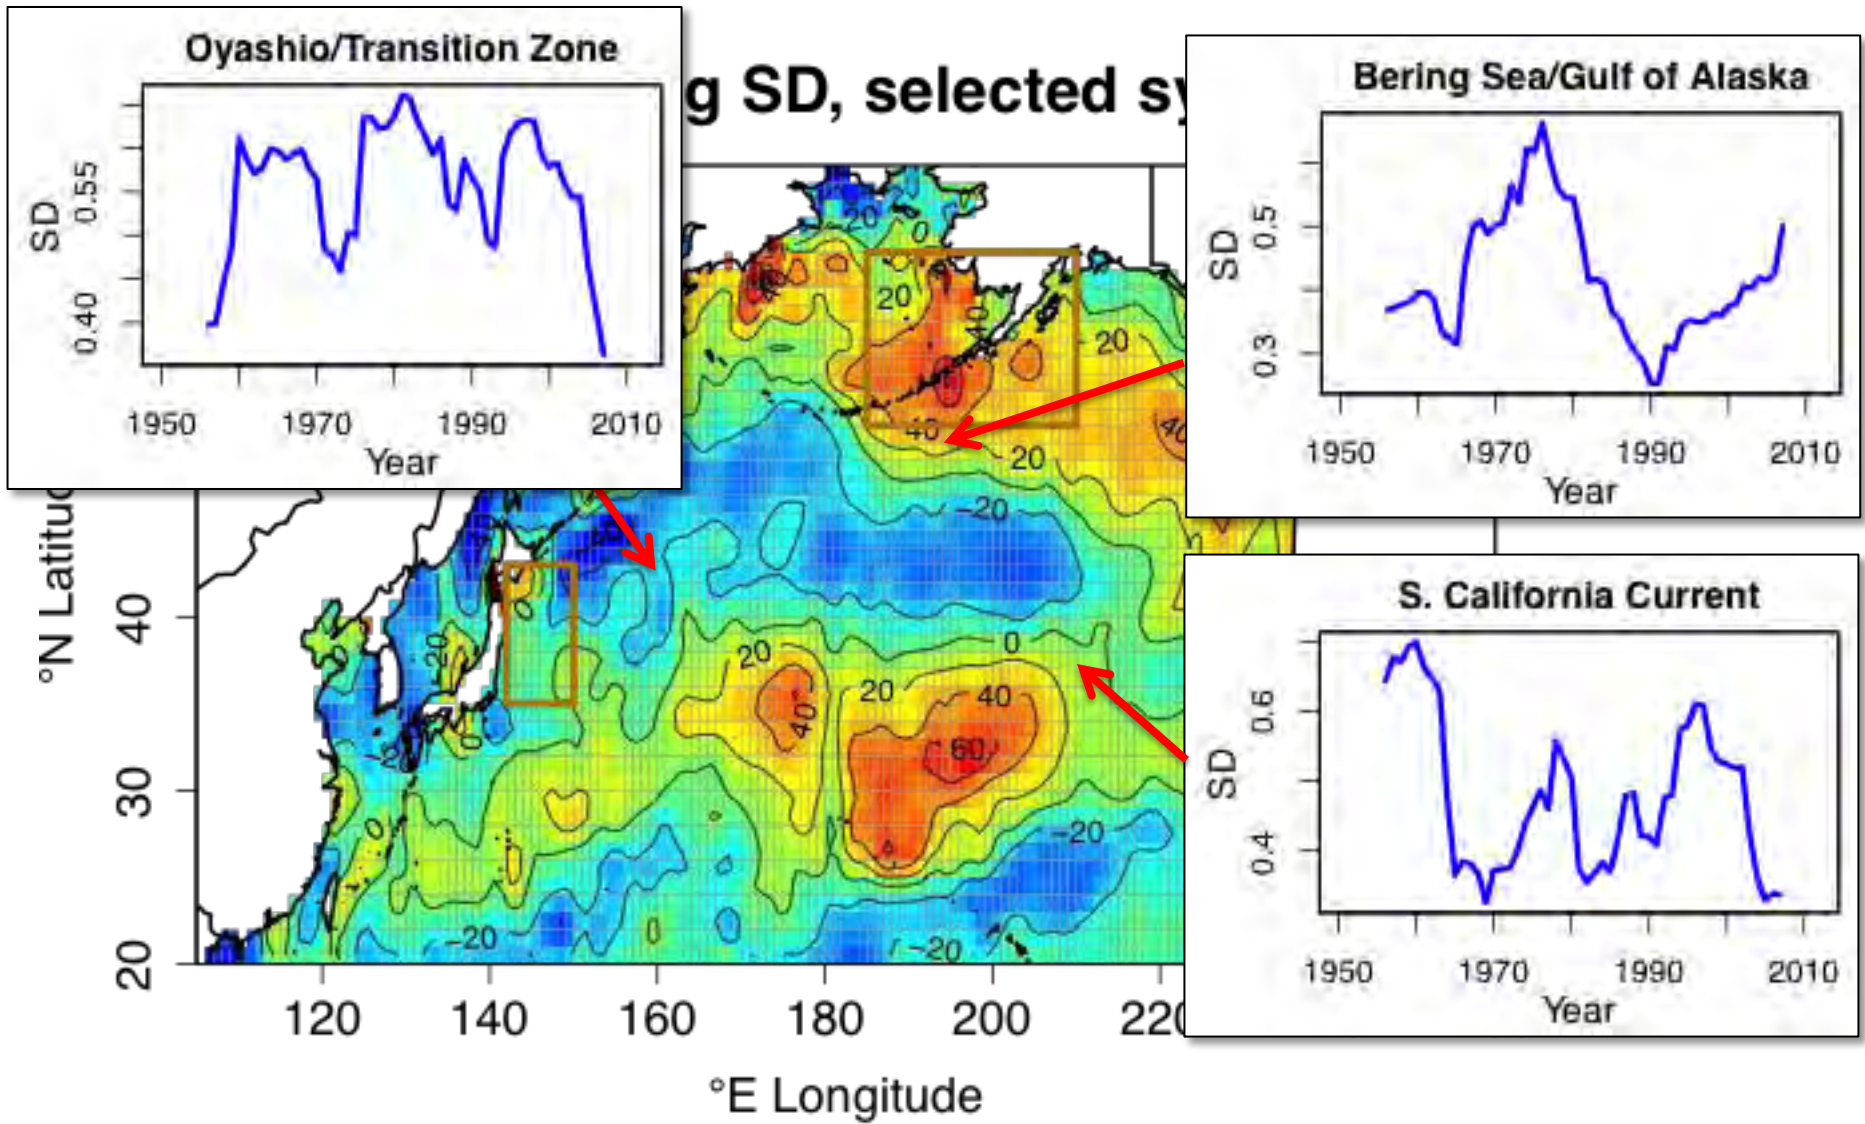 Oyashio/Transition Zone
SD
0.55
0.40
1950 1970 1990 2010
Year
g SD, selected sy
Bering Sea/Gulf of Alaska
SD
0.5
0.3
1950 1970 1990 2010
Year
S. California Current
SD
0.6
0.4
1950 1970 1990 2010
Year
-20
0
20
40
20
40
20
40
20
-20
0
20
40
20
40
60
-20
-20
-20
0
20
0
0
°N Latitud
40
30
20
120 140 160 180 200 220
°E Longitude